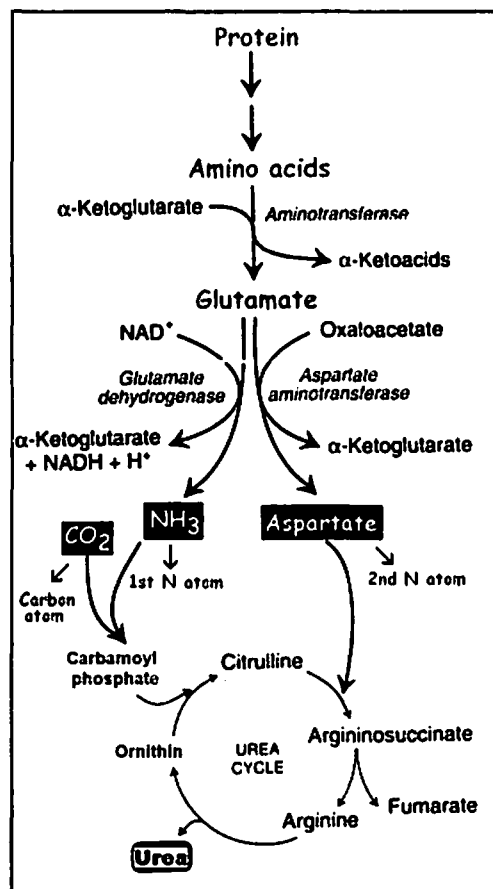 Protein
Amino acids
α-Ketoglutarate
Aminotransferase
α-Ketoacids
Glutamate
NAD⁺
Oxaloacetate
Glutamate
dehydrogenase
Aspartate
aminotransferase
α-Ketoglutarate
+ NADH + H⁺
α-Ketoglutarate
CO₂
NH₃
Aspartate
Carbon
atom
1st N atom
2nd N atom
Carbamoyl
phosphate
Citrulline
Ornithin
UREA
CYCLE
Argininosuccinate
Arginine
Fumarate
Urea